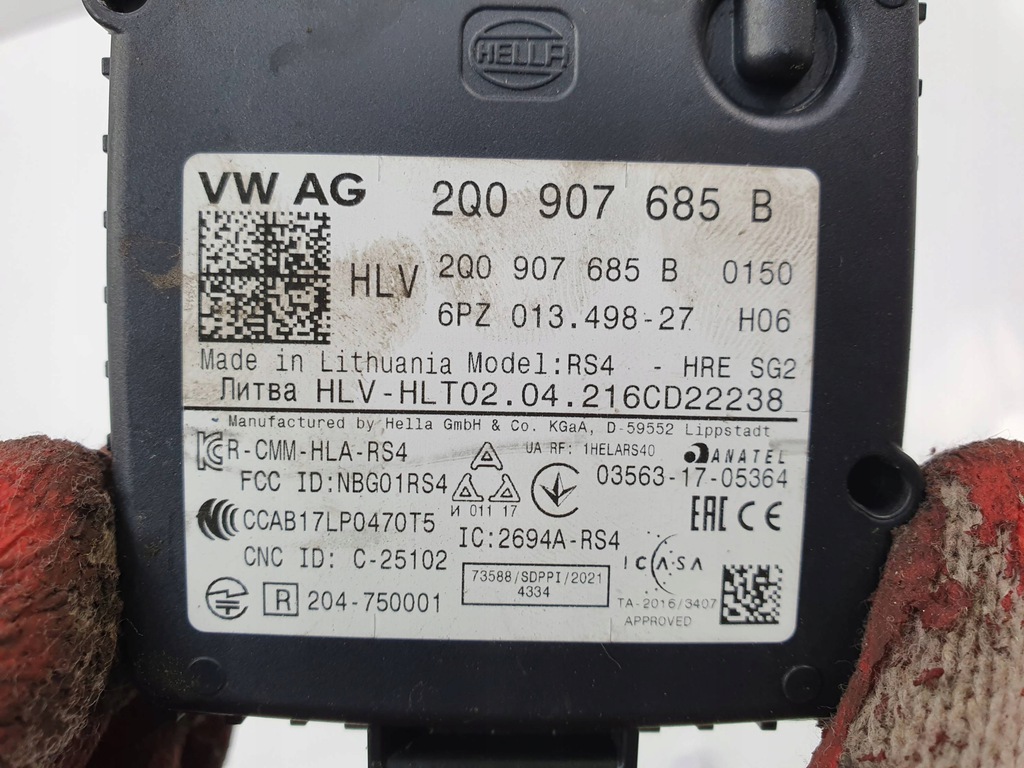 HELLA
VW AG 2Q0 907 685 B
HLV 2Q0 907 685 B 0150
6PZ 013.498-27 H06
Made in Lithuania Model:RS4 - HRE SG2
Литва HLV-HLT02.04.216CD22238
Manufactured by Hella GmbH & Co. KGaA, D-59552 Lippstadt
R-CMM-HLA-RS4 UA RF: 1HELARS40 ANATEL
FCC ID:NBG01RS4 03563-17-05364
И 011 17
CCAB17LP0470T5 IC:2694A-RS4 EAC CE
CNC ID: C-25102 ICASA
73588/SDPPI/2021
4334
R 204-750001 TA-2016/3407
APPROVED